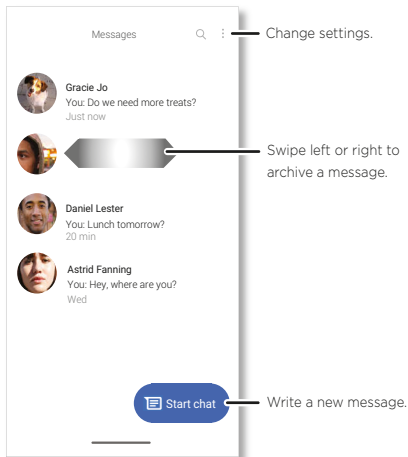 Messages
Change settings.
Gracie Jo
You: Do we need more treats?
Just now
Swipe left or right to
archive a message.
Daniel Lester
You: Lunch tomorrow?
20 min
Astrid Fanning
You: Hey, where are you?
Wed
Start chat
Write a new message.